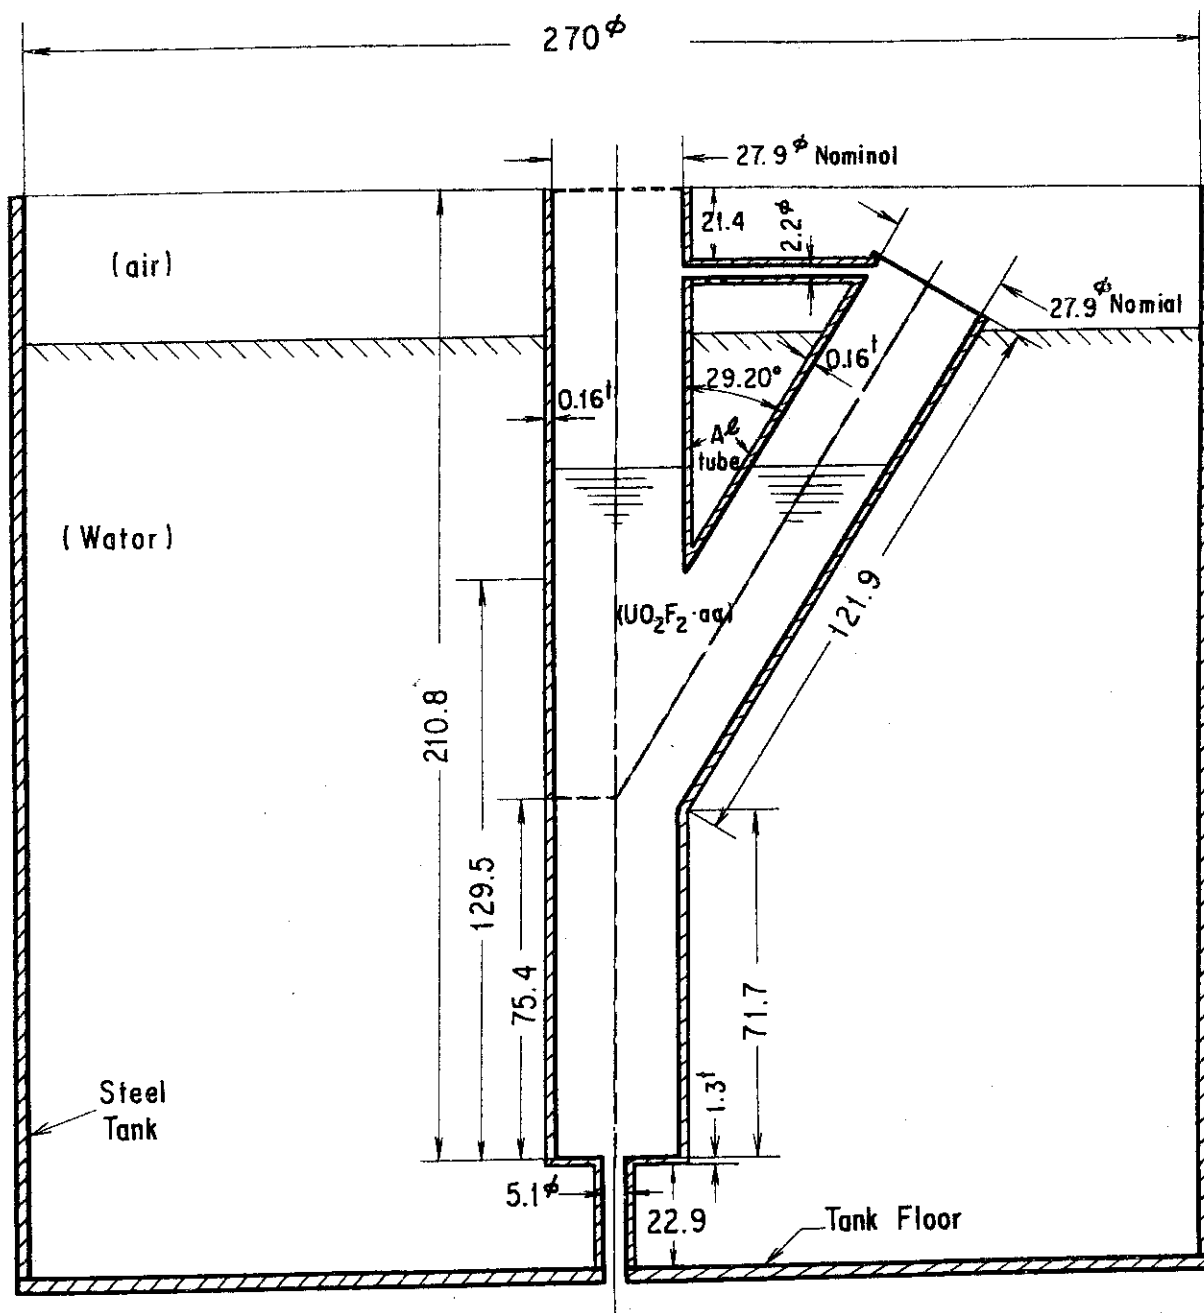 270φ
27.9φ Nominol
21.4
2.2φ
(air)
27.9φ Nomial
0.16t
29.20°
0.16t
Aℓ
tube
(Wator)
(UO₂F₂·aq)
121.9
210.8
129.5
75.4
71.7
1.3t
Steel
Tank
5.1φ
22.9
Tank Floor